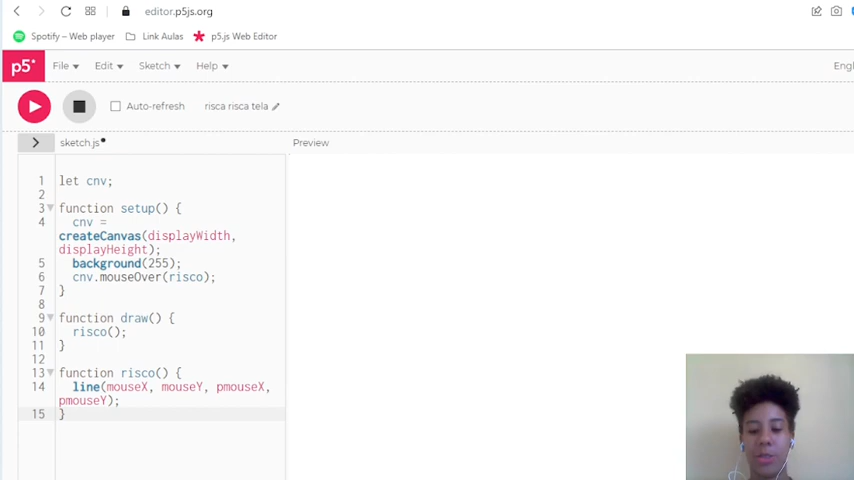 editor.p5js.org
Spotify – Web player
Link Aulas
p5.js Web Editor
p5*
File
Edit
Sketch
Help
Engl
Auto-refresh
risca risca tela
sketch.js
Preview
1 let cnv;
2
3 function setup() {
4 cnv =
createCanvas(displayWidth,
displayHeight);
5 background(255);
6 cnv.mouseOver(risco);
7 }
8
9 function draw() {
10 risco();
11 }
12
13 function risco() {
14 line(mouseX, mouseY, pmouseX,
pmouseY);
15 }